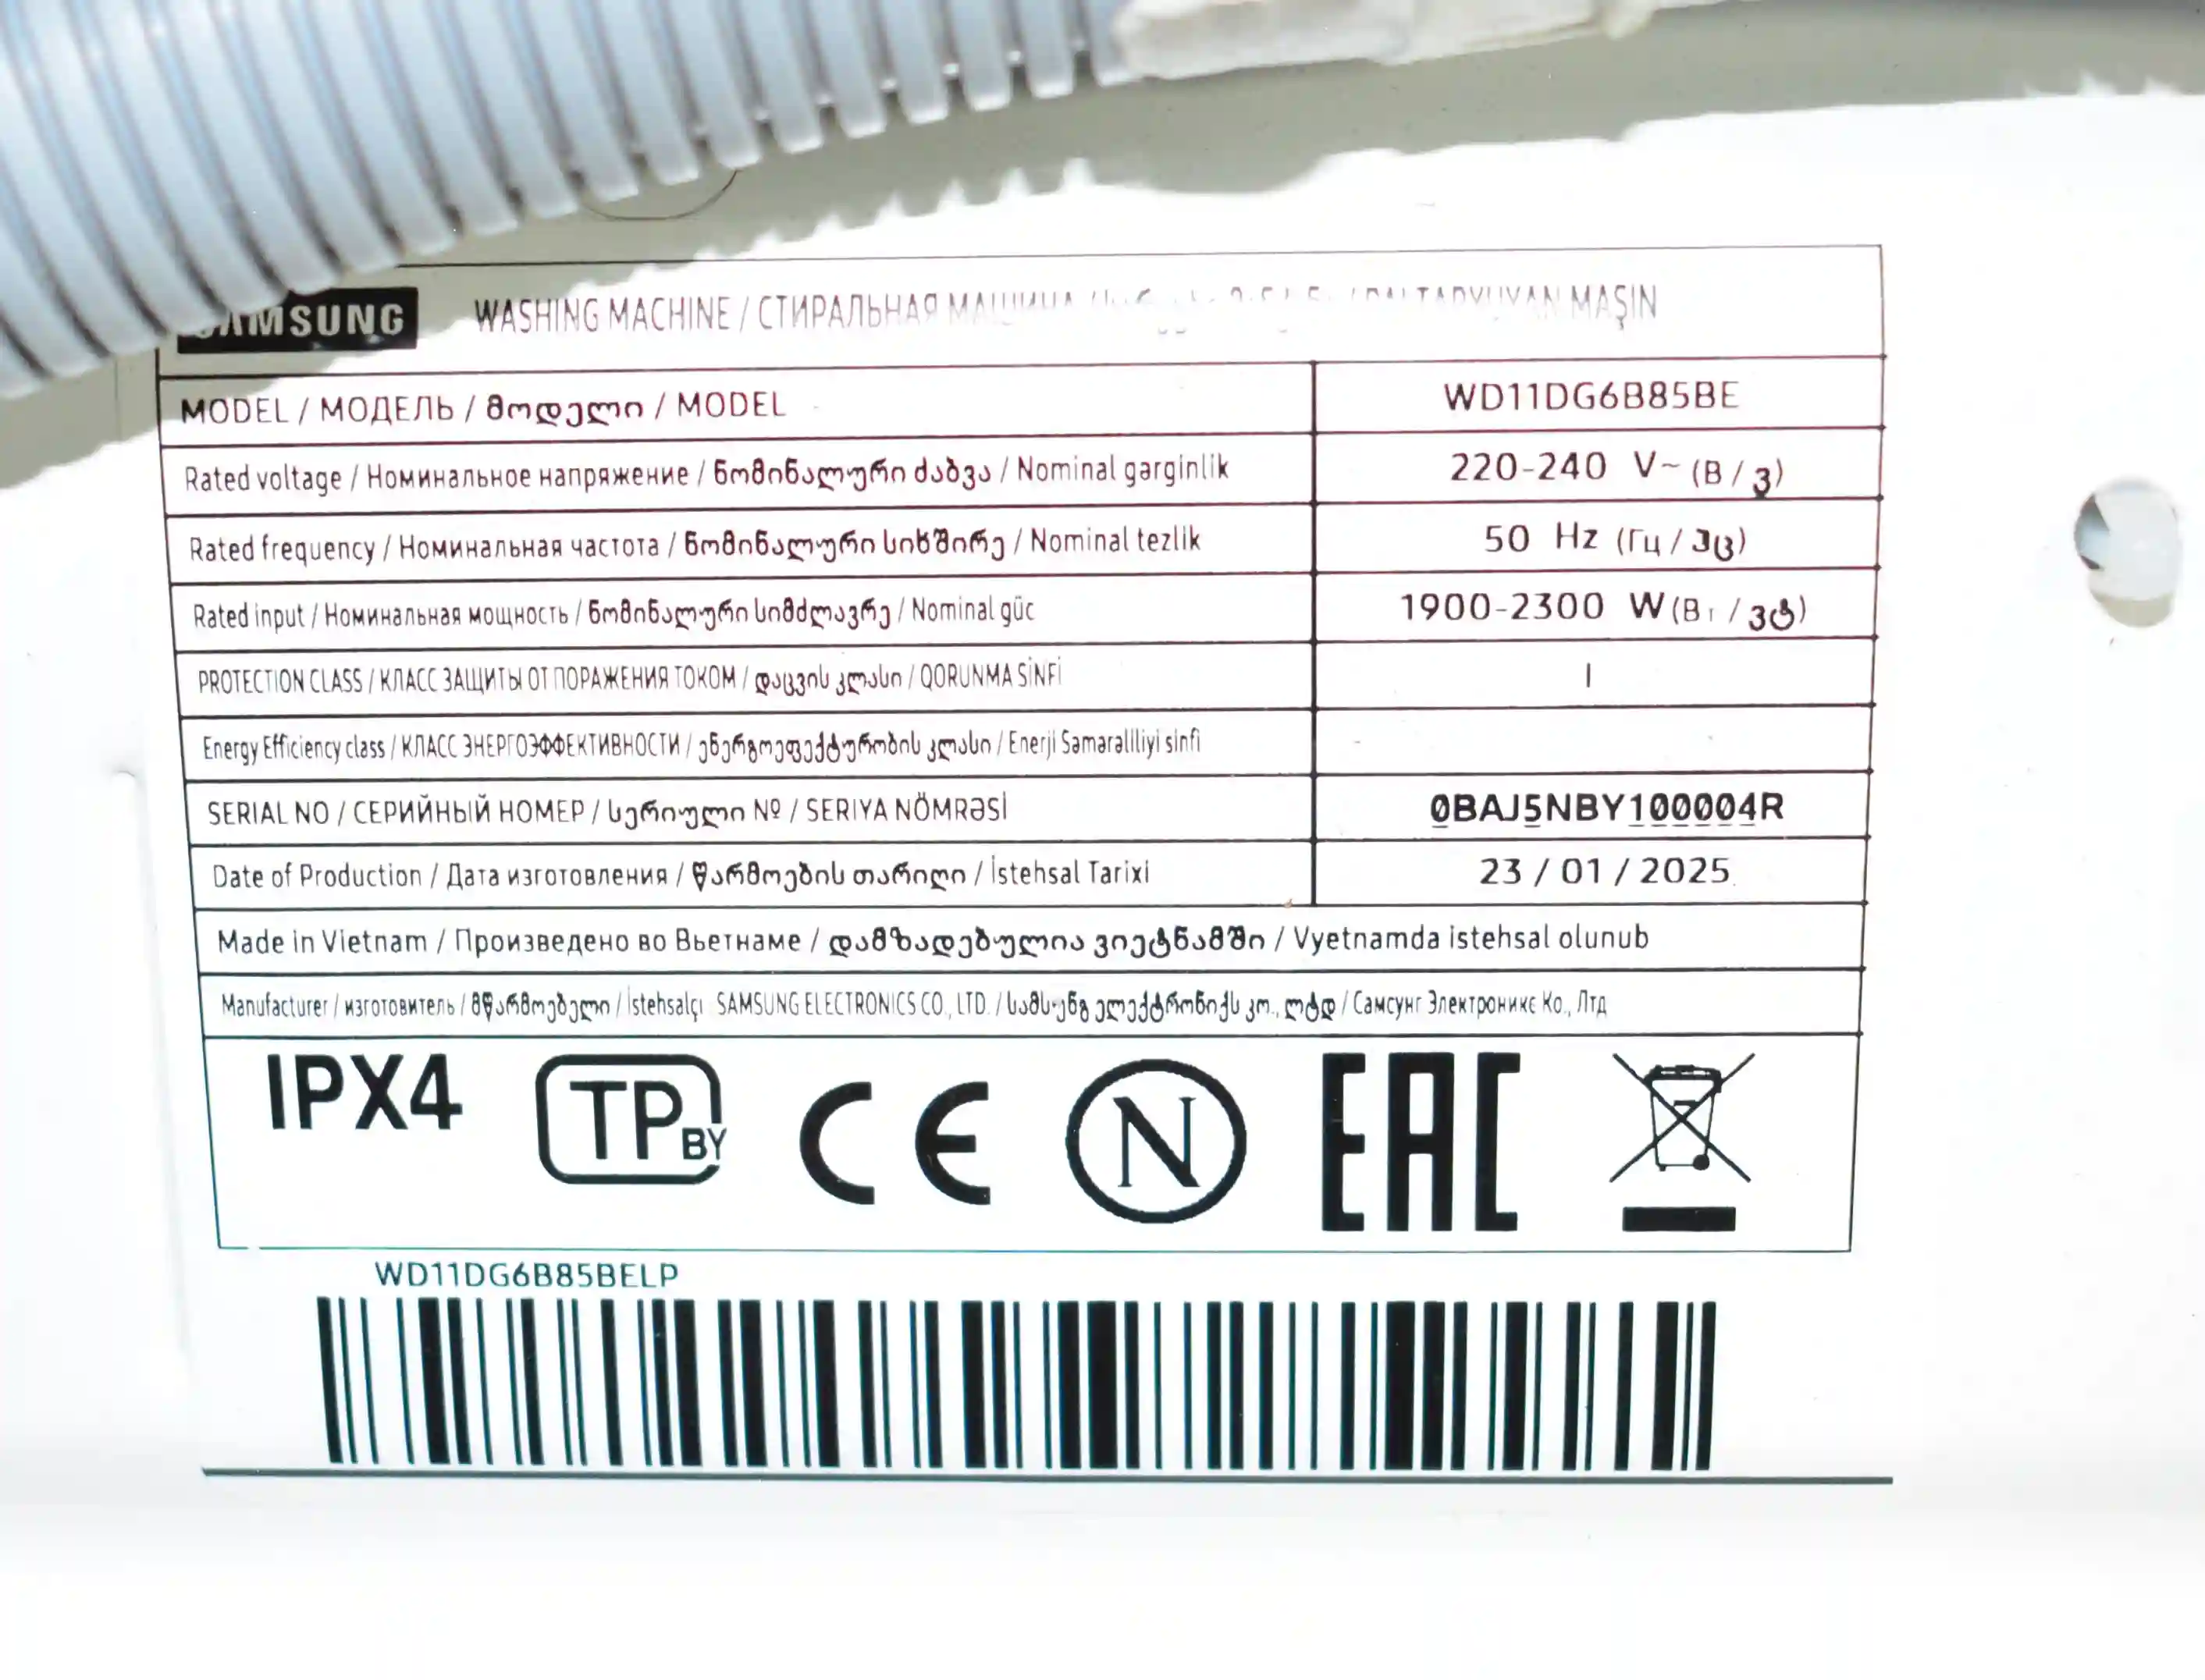 SAMSUNG WASHING MACHINE / СТИРАЛЬНАЯ МАШИНА / PALTARYUYAN MAŞIN
MODEL / МОДЕЛЬ / მოდელი / MODEL WD11DG6B85BE
Rated voltage / Номинальное напряжение / ნომინალური ძაბვა / Nominal gərginlik 220-240 V~ (В / ვ)
Rated frequency / Номинальная частота / ნომინალური სიხშირე / Nominal tezlik 50 Hz (Гц / ჰც)
Rated input / Номинальная мощность / ნომინალური სიმძლავრე / Nominal güc 1900-2300 W (Вт / ვტ)
PROTECTION CLASS / КЛАСС ЗАЩИТЫ ОТ ПОРАЖЕНИЯ ТОКОМ / დაცვის კლასი / QORUNMA SİNFİ I
Energy Efficiency class / КЛАСС ЭНЕРГОЭФФЕКТИВНОСТИ / ენერგოეფექტურობის კლასი / Enerji Səmərəliliyi sinfi -
SERIAL NO / СЕРИЙНЫЙ НОМЕР / სერიული № / SERIYA NÖMRƏSİ 0BAJ5NBY100004R
Date of Production / Дата изготовления / წარმოების თარიღი / İstehsal Tarixi 23 / 01 / 2025
Made in Vietnam / Произведено во Вьетнаме / დამზადებულია ვიეტნამში / Vyetnamda istehsal olunub
Manufacturer / изготовитель / მწარმოებელი / İstehsalçı SAMSUNG ELECTRONICS CO., LTD. / სამსუნგ ელექტრონიქს კო., ლტდ / Самсунг Электроникс Ко., Лтд
IPX4 TP BY CE N EAC
WD11DG6B85BELP